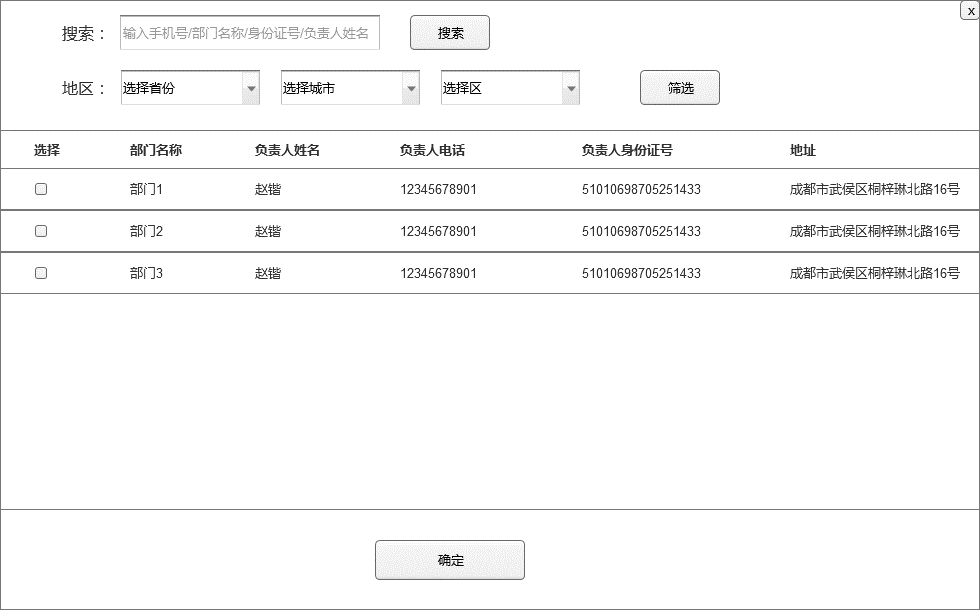 x
搜索： 输入手机号/部门名称/身份证号/负责人姓名 搜索
地区： 选择省份 选择城市 选择区 筛选
选择 部门名称 负责人姓名 负责人电话 负责人身份证号 地址
部门1 赵锴 12345678901 51010698705251433 成都市武侯区桐梓琳北路16号
部门2 赵锴 12345678901 51010698705251433 成都市武侯区桐梓琳北路16号
部门3 赵锴 12345678901 51010698705251433 成都市武侯区桐梓琳北路16号
确定